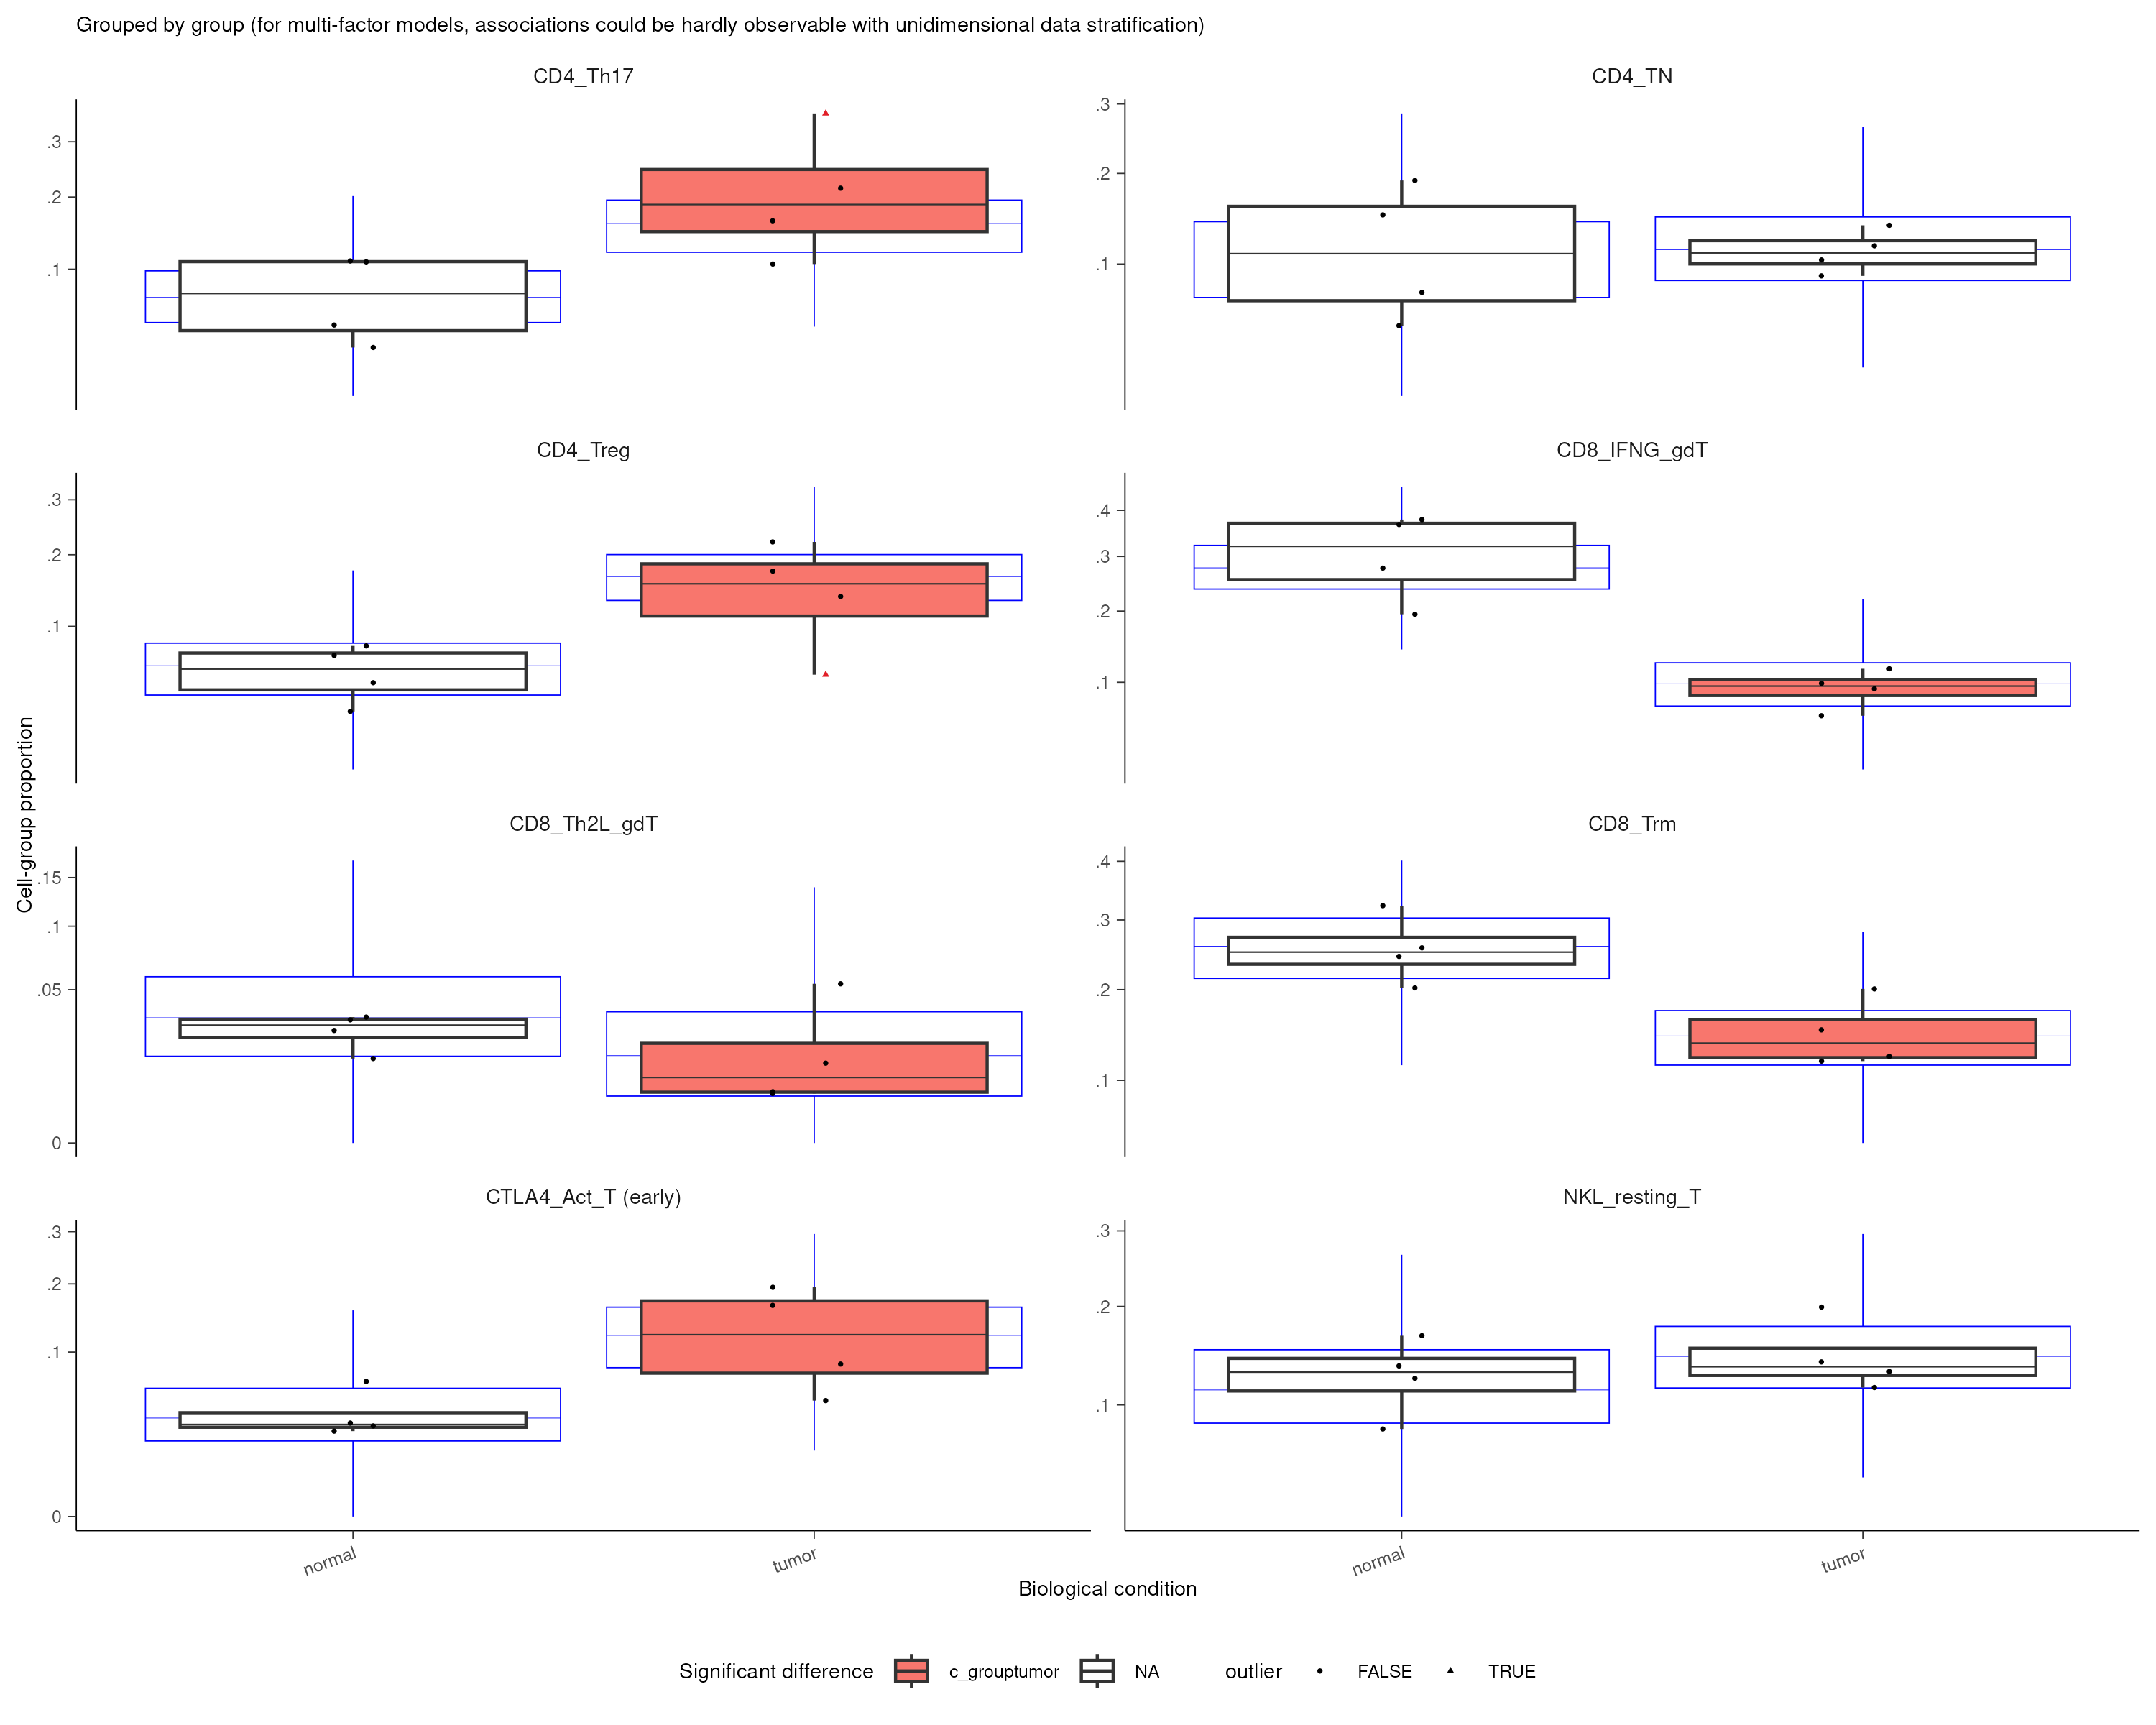 Grouped by group (for multi-factor models, associations could be hardly observable with unidimensional data stratification)
CD4_Th17
CD4_TN
.3
.2
.1
.3
.2
.1
CD4_Treg
CD8_IFNG_gdT
.3
.2
.1
.4
.3
.2
.1
Cell-group proportion
CD8_Th2L_gdT
CD8_Trm
.15
.1
.05
0
.4
.3
.2
.1
CTLA4_Act_T (early)
NKL_resting_T
.3
.2
.1
0
.3
.2
.1
normal
tumor
normal
tumor
Biological condition
Significant difference c_grouptumor NA outlier FALSE TRUE